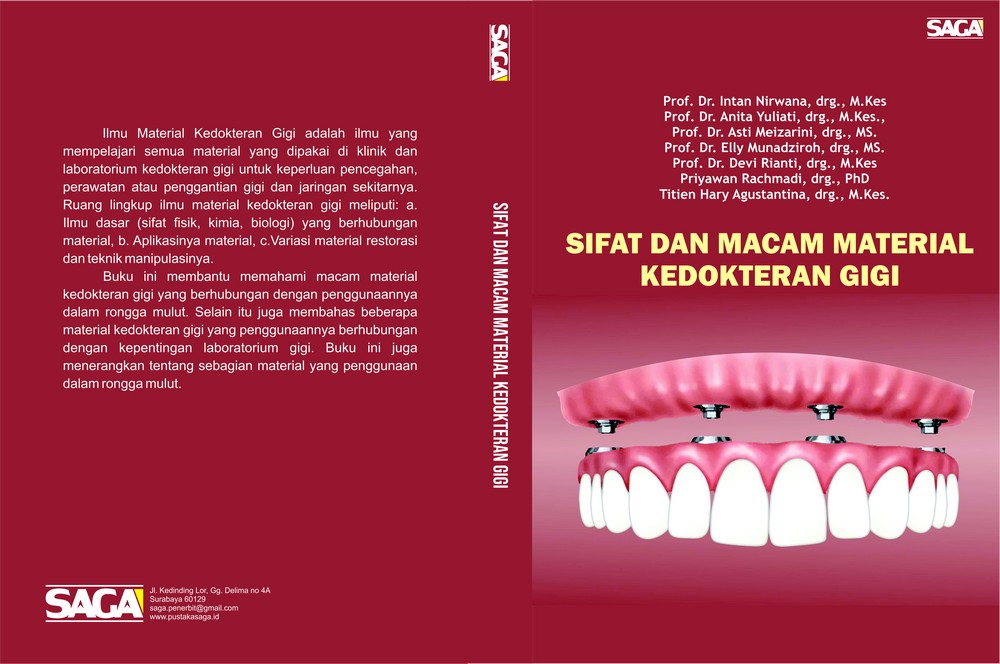 Ilmu Material Kedokteran Gigi adalah ilmu yang
mempelajari semua material yang dipakai di klinik dan
laboratorium kedokteran gigi untuk keperluan pencegahan,
perawatan atau penggantian gigi dan jaringan sekitarnya.
Ruang lingkup ilmu material kedokteran gigi meliputi: a.
Ilmu dasar (sifat fisik, kimia, biologi) yang berhubungan
material, b. Aplikasinya material, c.Variasi material restorasi
dan teknik manipulasinya.
Buku ini membantu memahami macam material
kedokteran gigi yang berhubungan dengan penggunaannya
dalam rongga mulut. Selain itu juga membahas beberapa
material kedokteran gigi yang penggunaannya berhubungan
dengan kepentingan laboratorium gigi. Buku ini juga
menerangkan tentang sebagian material yang penggunaan
dalam rongga mulut.
SAGA
Jl. Kedinding Lor, Gg. Delima no 4A
Surabaya 60129
saga.penerbit@gmail.com
www.pustakasaga.id
SAGA
SIFAT DAN MACAM MATERIAL KEDOKTERAN GIGI
SAGA
Prof. Dr. Intan Nirwana, drg., M.Kes
Prof. Dr. Anita Yuliati, drg., M.Kes.,
Prof. Dr. Asti Meizarini, drg., MS.
Prof. Dr. Elly Munadziroh, drg., MS.
Prof. Dr. Devi Rianti, drg., M.Kes
Priyawan Rachmadi, drg., PhD
Titien Hary Agustantina, drg., M.Kes.
SIFAT DAN MACAM MATERIAL
KEDOKTERAN GIGI